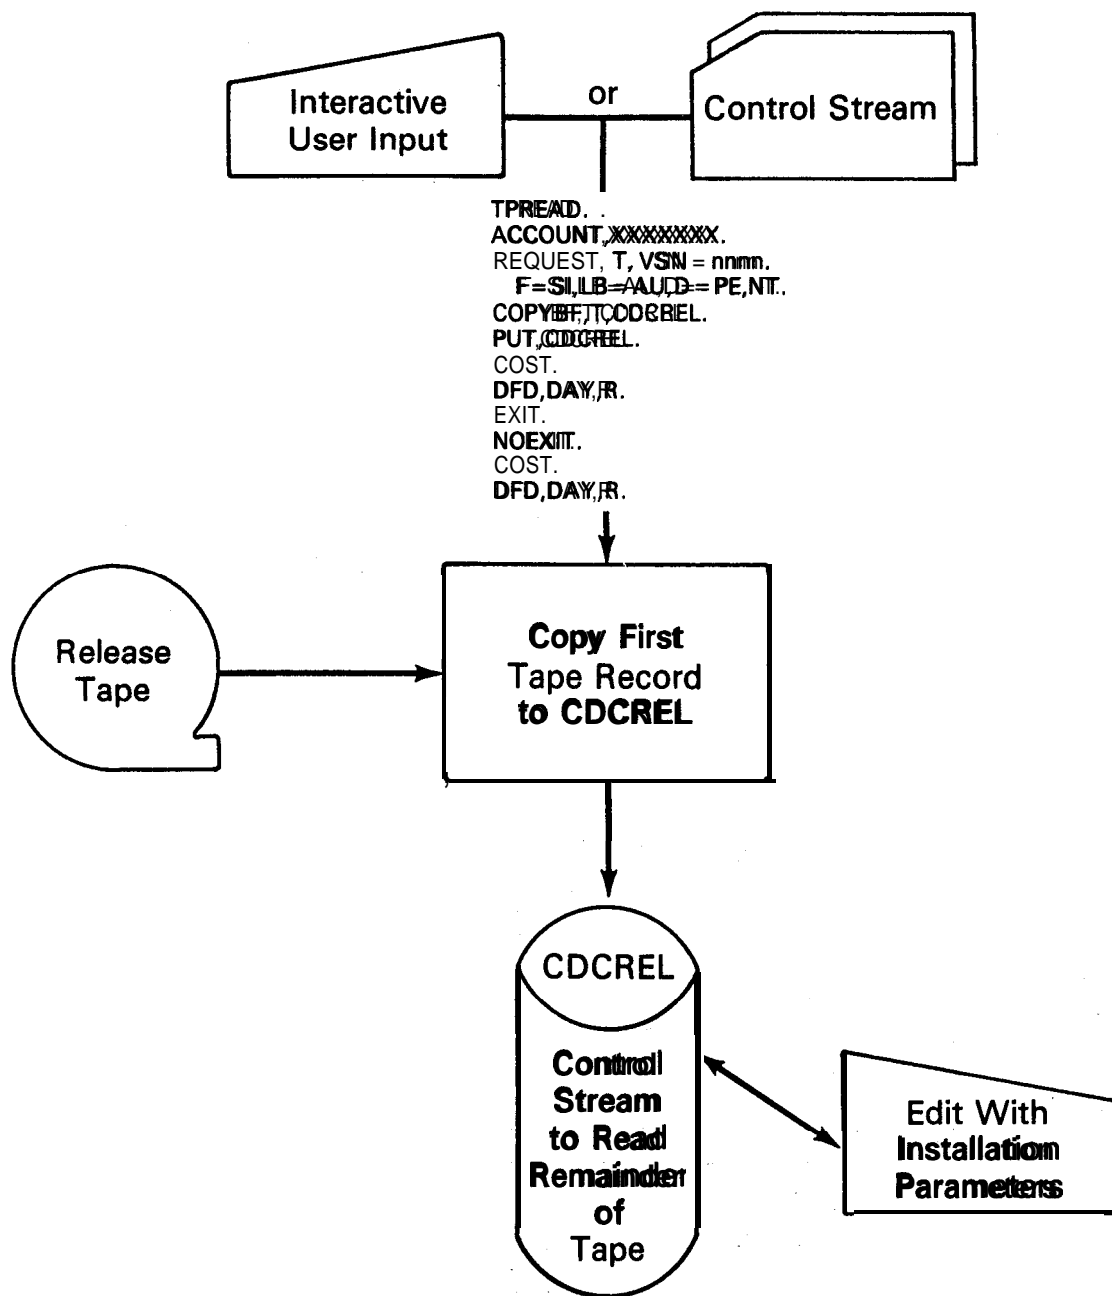 Interactive
User Input
or
Control Stream
TPREAD. .
ACCOUNT,XXXXXXX.
REQUEST, T, VSN = nnnn.
F=SI,LB=AU,D= PE,NT.
COPYBF,T,CDCREL.
PUT,CDCREL.
COST.
DFD,DAY,R.
EXIT.
NOEXIT.
COST.
DFD,DAY,R.
Release
Tape
Copy First
Tape Record
to CDCREL
CDCREL
Control
Stream
to Read
Remainder
of
Tape
Edit With
Installation
Parameters